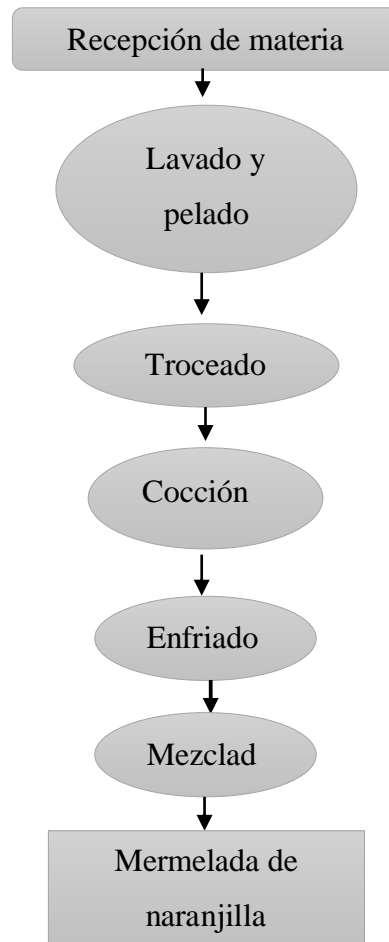 Recepción de materia
Lavado y
pelado
Troceado
Cocción
Enfriado
Mezclad
Mermelada de
naranjilla